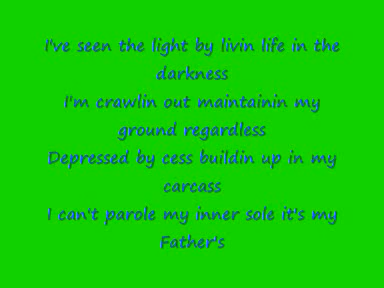 I've seen the light by livin life in the
darkness
I'm crawlin out maintainin my
ground regardless
Depressed by cess buildin up in my
carcass
I can't parole my inner sole it's my
Father's